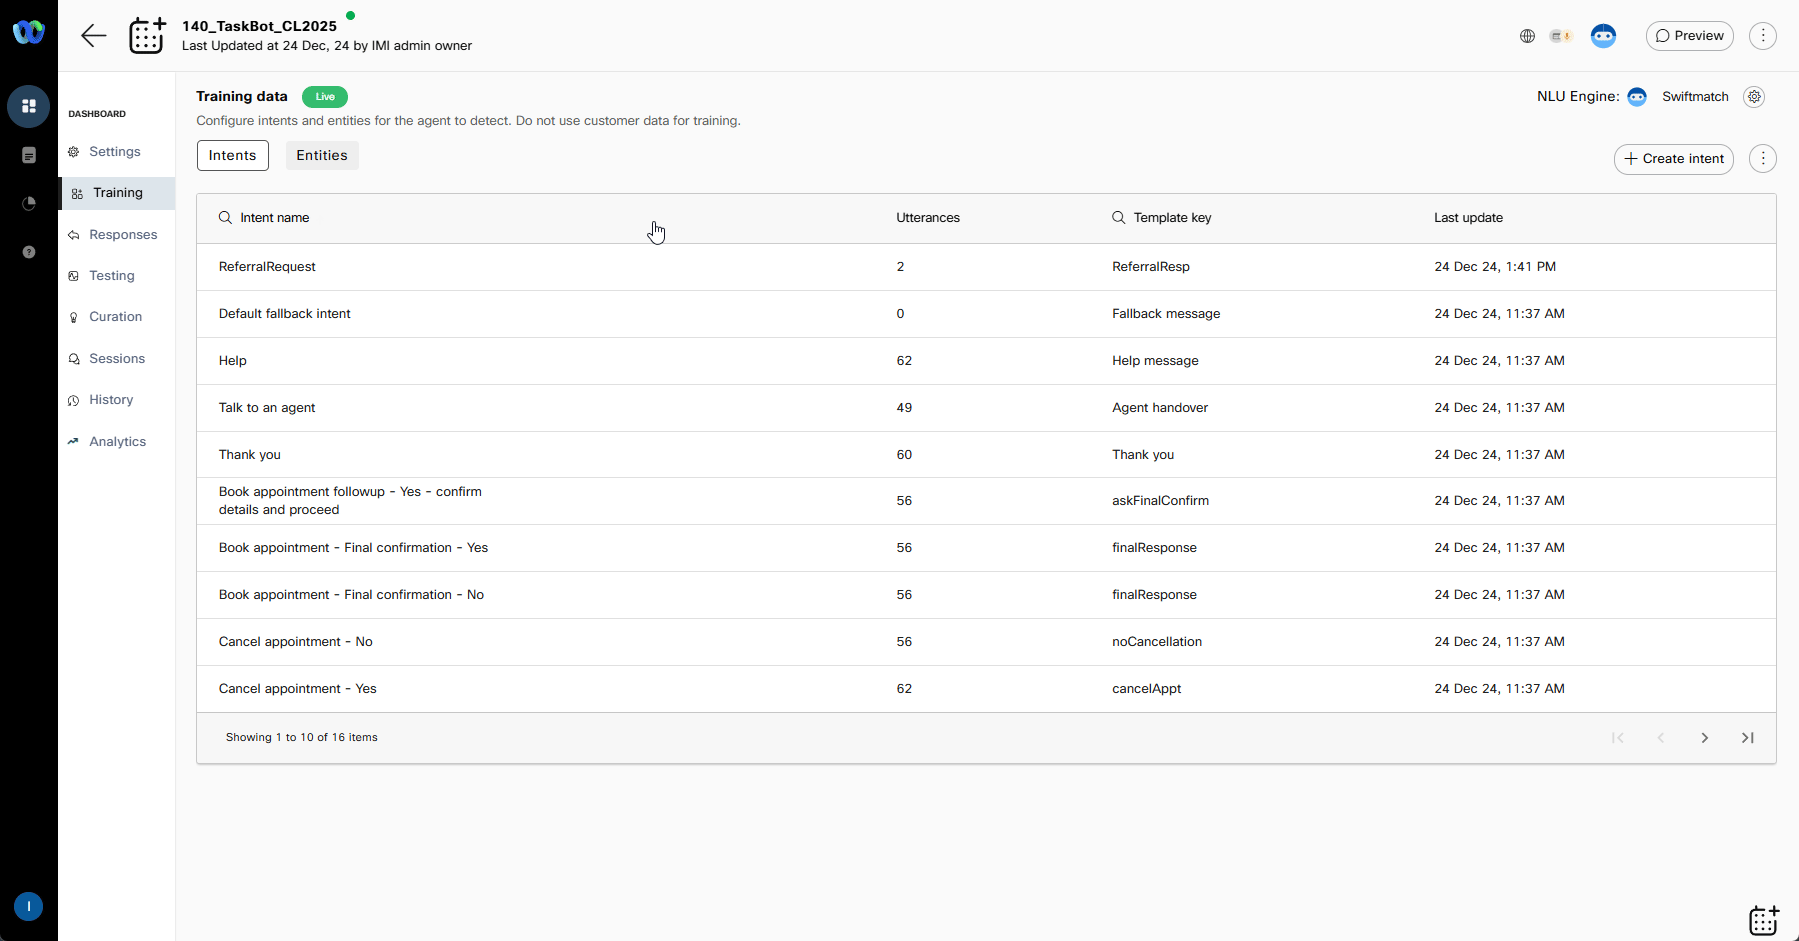 140_TaskBot_CL2025
Last Updated at 24 Dec, 24 by IMI admin owner
Preview
DASHBOARD
Settings
Training
Responses
Testing
Curation
Sessions
History
Analytics
I
Training data
Live
NLU Engine:
Swiftmatch
Configure intents and entities for the agent to detect. Do not use customer data for training.
Intents
Entities
Create intent
Intent name Utterances Template key Last update
ReferralRequest 2 ReferralResp 24 Dec 24, 1:41 PM
Default fallback intent 0 Fallback message 24 Dec 24, 11:37 AM
Help 62 Help message 24 Dec 24, 11:37 AM
Talk to an agent 49 Agent handover 24 Dec 24, 11:37 AM
Thank you 60 Thank you 24 Dec 24, 11:37 AM
Book appointment followup - Yes - confirm
details and proceed 56 askFinalConfirm 24 Dec 24, 11:37 AM
Book appointment - Final confirmation - Yes 56 finalResponse 24 Dec 24, 11:37 AM
Book appointment - Final confirmation - No 56 finalResponse 24 Dec 24, 11:37 AM
Cancel appointment - No 56 noCancellation 24 Dec 24, 11:37 AM
Cancel appointment - Yes 62 cancelAppt 24 Dec 24, 11:37 AM
Showing 1 to 10 of 16 items